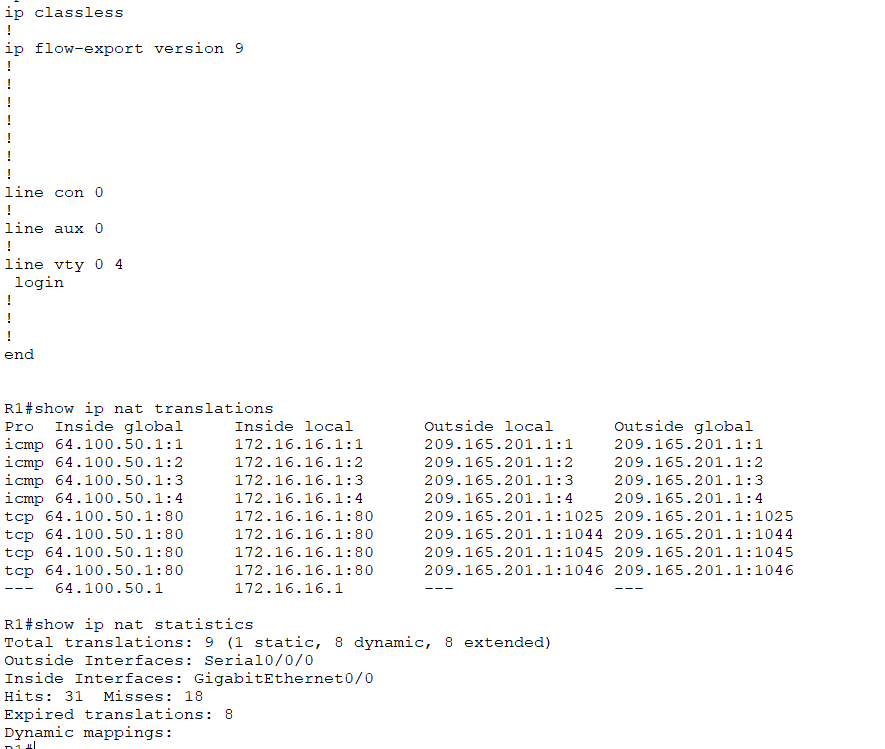 ip classless
!
ip flow-export version 9
!
!
!
!
!
!
!
line con 0
!
line aux 0
!
line vty 0 4
 login
!
!
!
end
R1#show ip nat translations
Pro  Inside global     Inside local       Outside local      Outside global
icmp 64.100.50.1:1     172.16.16.1:1      209.165.201.1:1    209.165.201.1:1
icmp 64.100.50.1:2     172.16.16.1:2      209.165.201.1:2    209.165.201.1:2
icmp 64.100.50.1:3     172.16.16.1:3      209.165.201.1:3    209.165.201.1:3
icmp 64.100.50.1:4     172.16.16.1:4      209.165.201.1:4    209.165.201.1:4
tcp 64.100.50.1:80     172.16.16.1:80     209.165.201.1:1025 209.165.201.1:1025
tcp 64.100.50.1:80     172.16.16.1:80     209.165.201.1:1044 209.165.201.1:1044
tcp 64.100.50.1:80     172.16.16.1:80     209.165.201.1:1045 209.165.201.1:1045
tcp 64.100.50.1:80     172.16.16.1:80     209.165.201.1:1046 209.165.201.1:1046
---  64.100.50.1       172.16.16.1        ---                ---
R1#show ip nat statistics
Total translations: 9 (1 static, 8 dynamic, 8 extended)
Outside Interfaces: Serial0/0/0
Inside Interfaces: GigabitEthernet0/0
Hits: 31  Misses: 18
Expired translations: 8
Dynamic mappings:
R1#